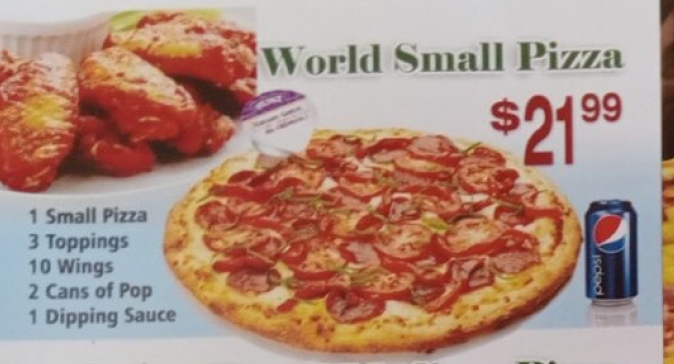 World Small Pizza
$21.99
1 Small Pizza
3 Toppings
10 Wings
2 Cans of Pop
1 Dipping Sauce
pepsi